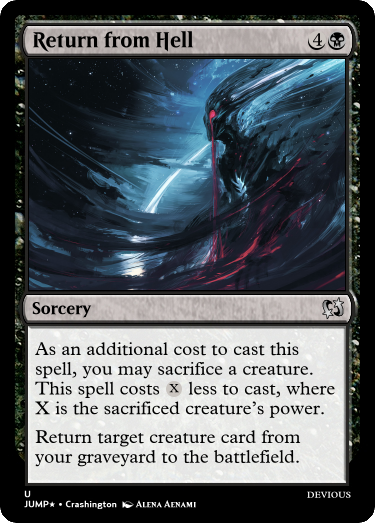 Return from Hell 4
Sorcery
As an additional cost to cast this
spell, you may sacrifice a creature.
This spell costs X less to cast, where
X is the sacrificed creature's power.
Return target creature card from
your graveyard to the battlefield.
U DEVIOUS
JUMP★ • Crashington Alena Aenami